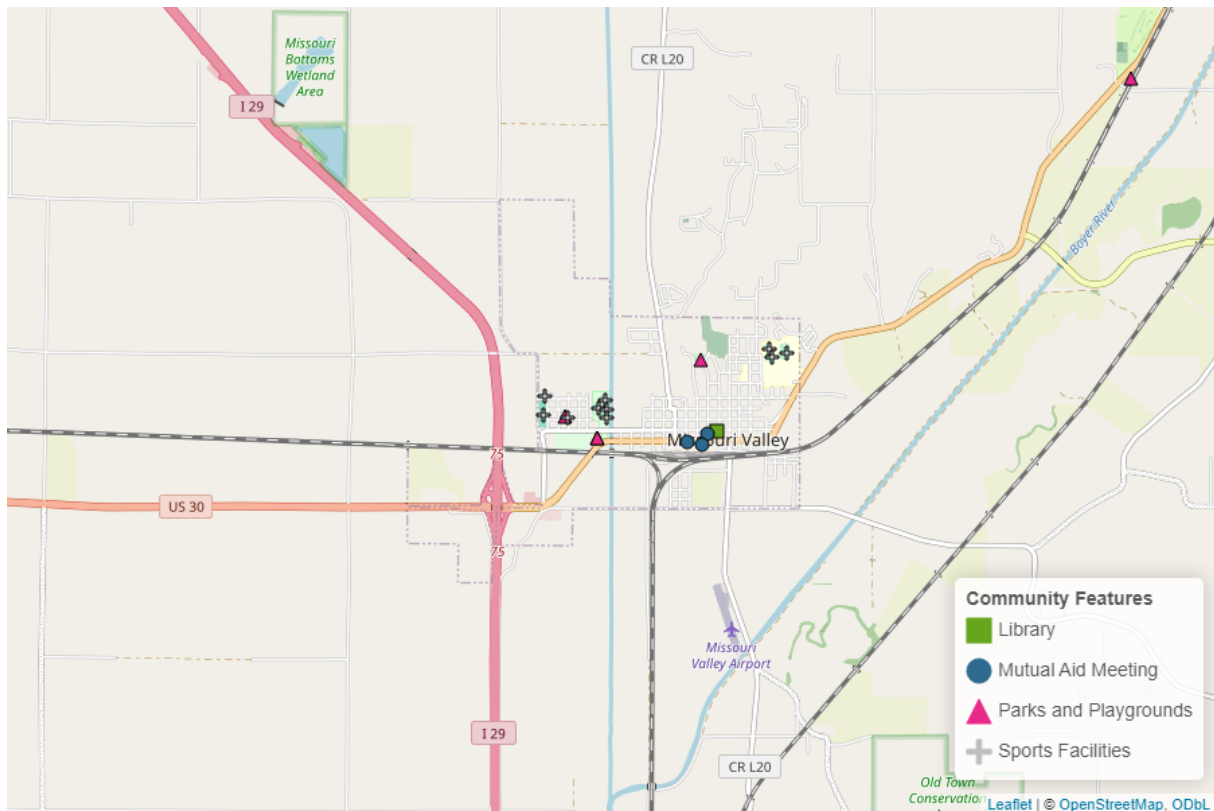 Missouri
Bottoms
Wetland
Area
I 29
CR L20
Boyer River
Missouri Valley
75
US 30
75
Missouri
Valley Airport
I 29
CR L20
Old Town
Conservation
Community Features
Library
Mutual Aid Meeting
Parks and Playgrounds
Sports Facilities
Leaflet | © OpenStreetMap, ODbL